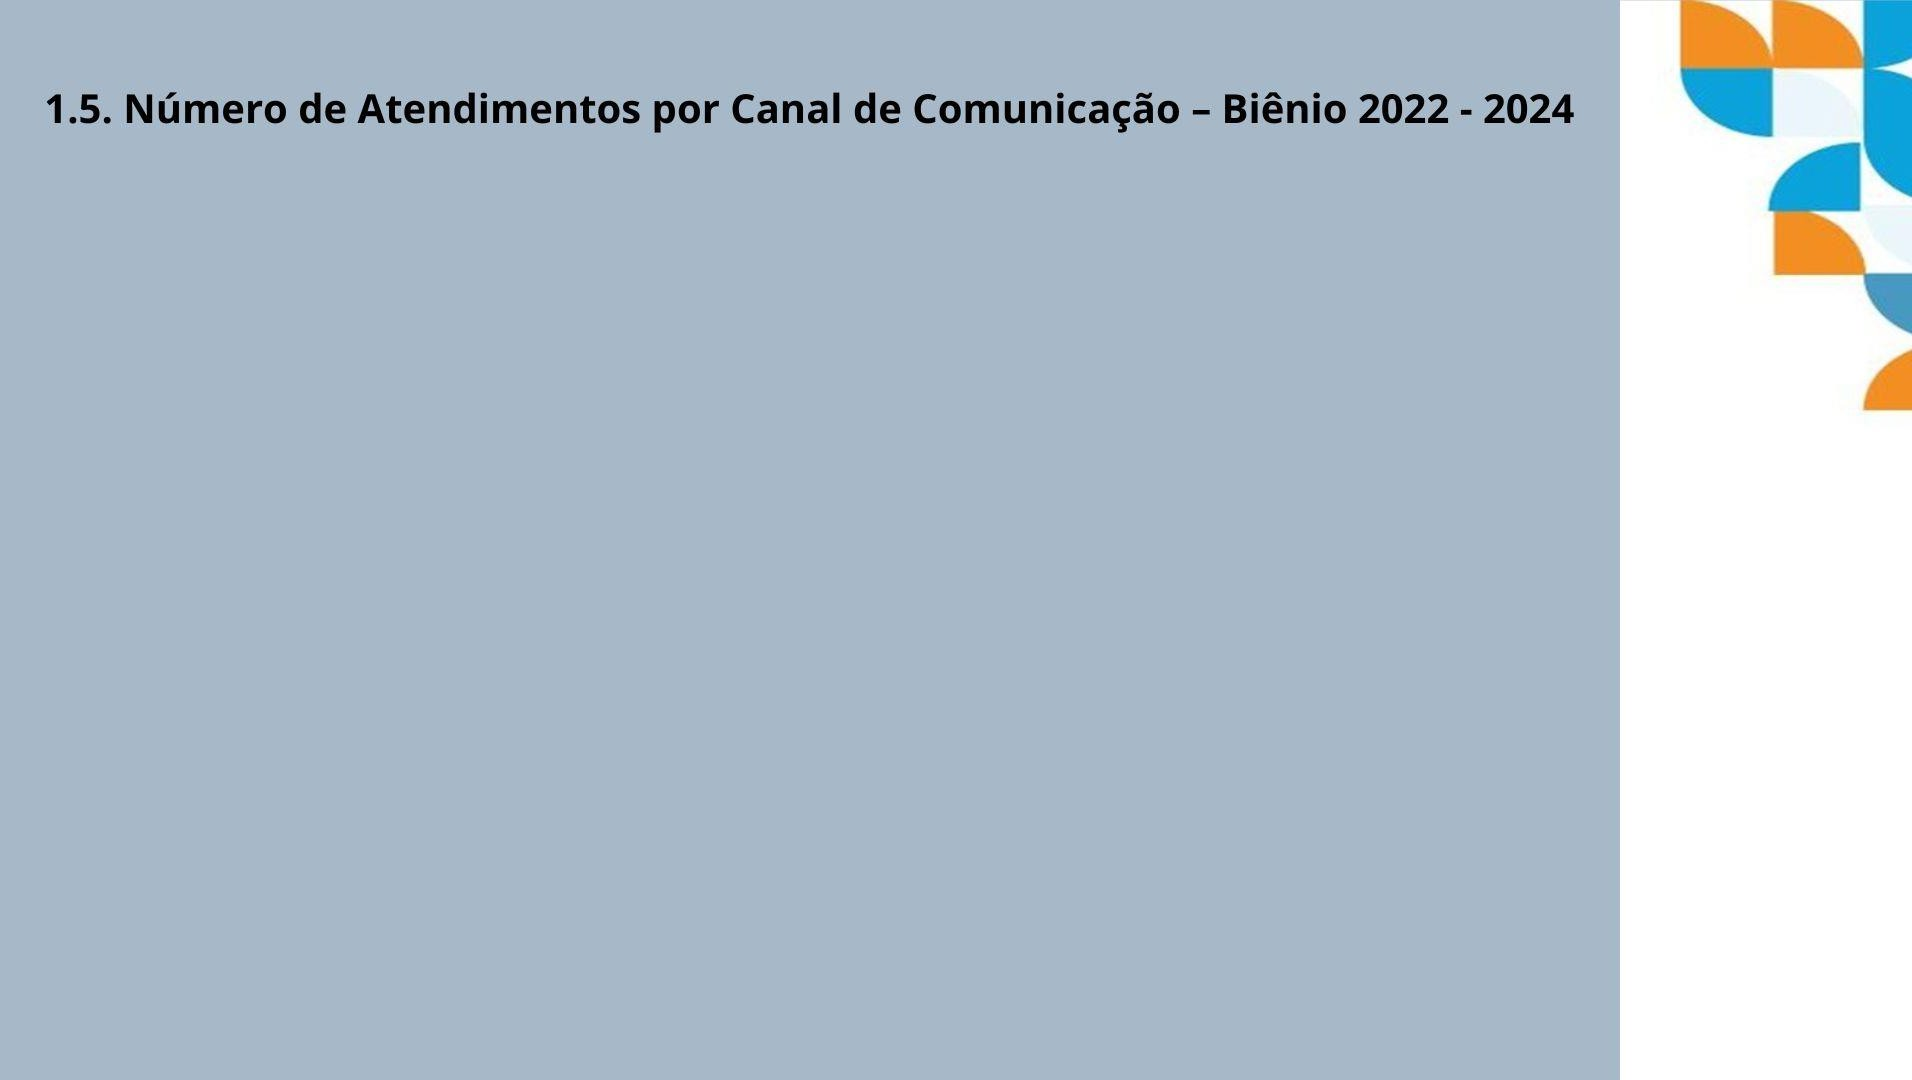 1.5. Número de Atendimentos por Canal de Comunicação – Biênio 2022 - 2024